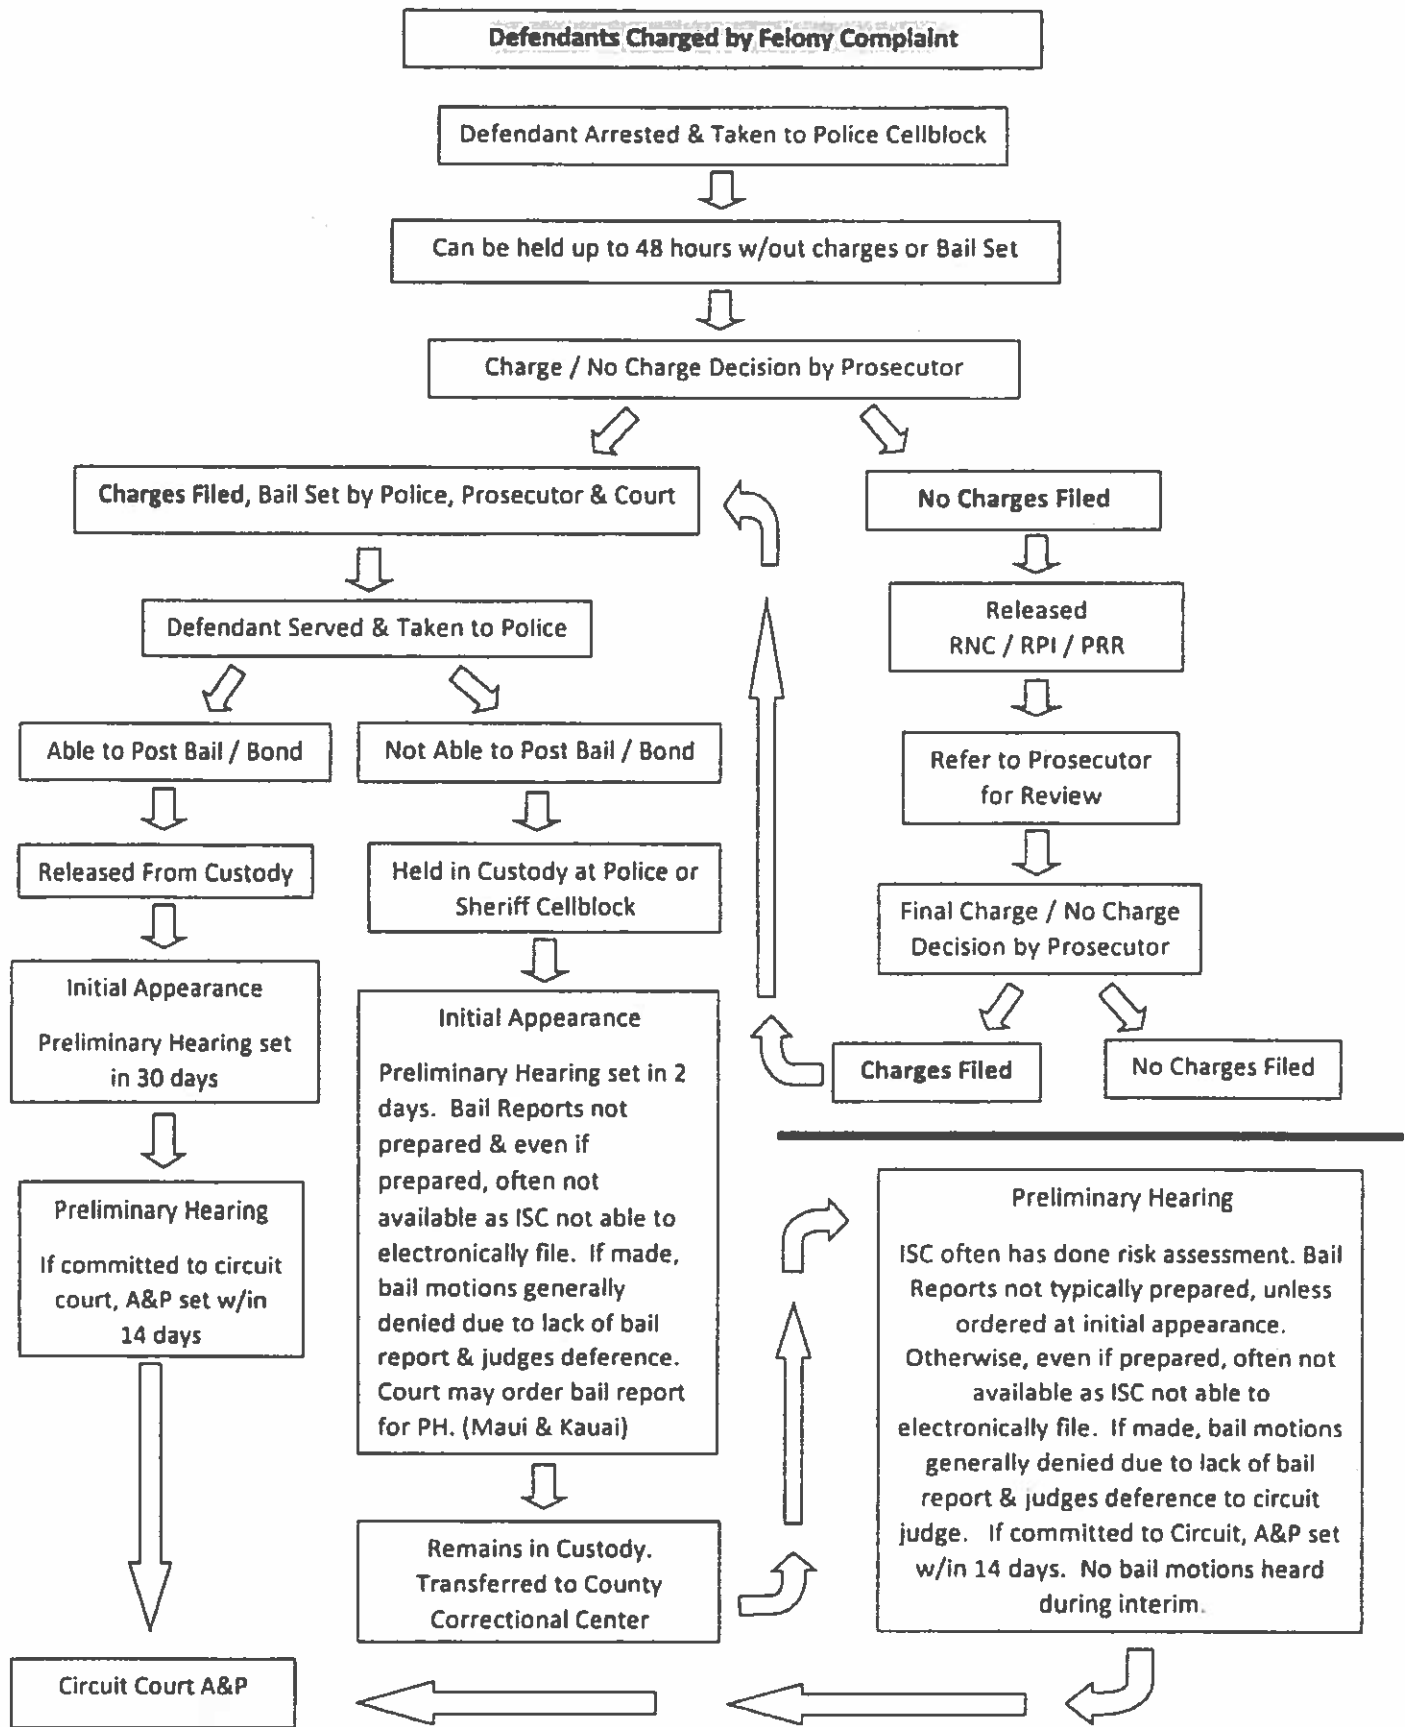 Defendants Charged by Felony Complaint
Defendant Arrested & Taken to Police Cellblock
Can be held up to 48 hours w/out charges or Bail Set
Charge / No Charge Decision by Prosecutor
Charges Filed, Bail Set by Police, Prosecutor & Court
No Charges Filed
Defendant Served & Taken to Police
Released
RNC / RPI / PRR
Able to Post Bail / Bond
Not Able to Post Bail / Bond
Refer to Prosecutor
for Review
Released From Custody
Held in Custody at Police or
Sheriff Cellblock
Final Charge / No Charge
Decision by Prosecutor
Charges Filed
No Charges Filed
Initial Appearance
Preliminary Hearing set
in 30 days
Initial Appearance
Preliminary Hearing set in 2
days. Bail Reports not
prepared & even if
prepared, often not
available as ISC not able to
electronically file. If made,
bail motions generally
denied due to lack of bail
report & judges deference.
Court may order bail report
for PH. (Maui & Kauai)
Preliminary Hearing
If committed to circuit
court, A&P set w/in
14 days
Preliminary Hearing
ISC often has done risk assessment. Bail
Reports not typically prepared, unless
ordered at initial appearance.
Otherwise, even if prepared, often not
available as ISC not able to
electronically file. If made, bail motions
generally denied due to lack of bail
report & judges deference to circuit
judge. If committed to Circuit, A&P set
w/in 14 days. No bail motions heard
during interim.
Remains in Custody.
Transferred to County
Correctional Center
Circuit Court A&P